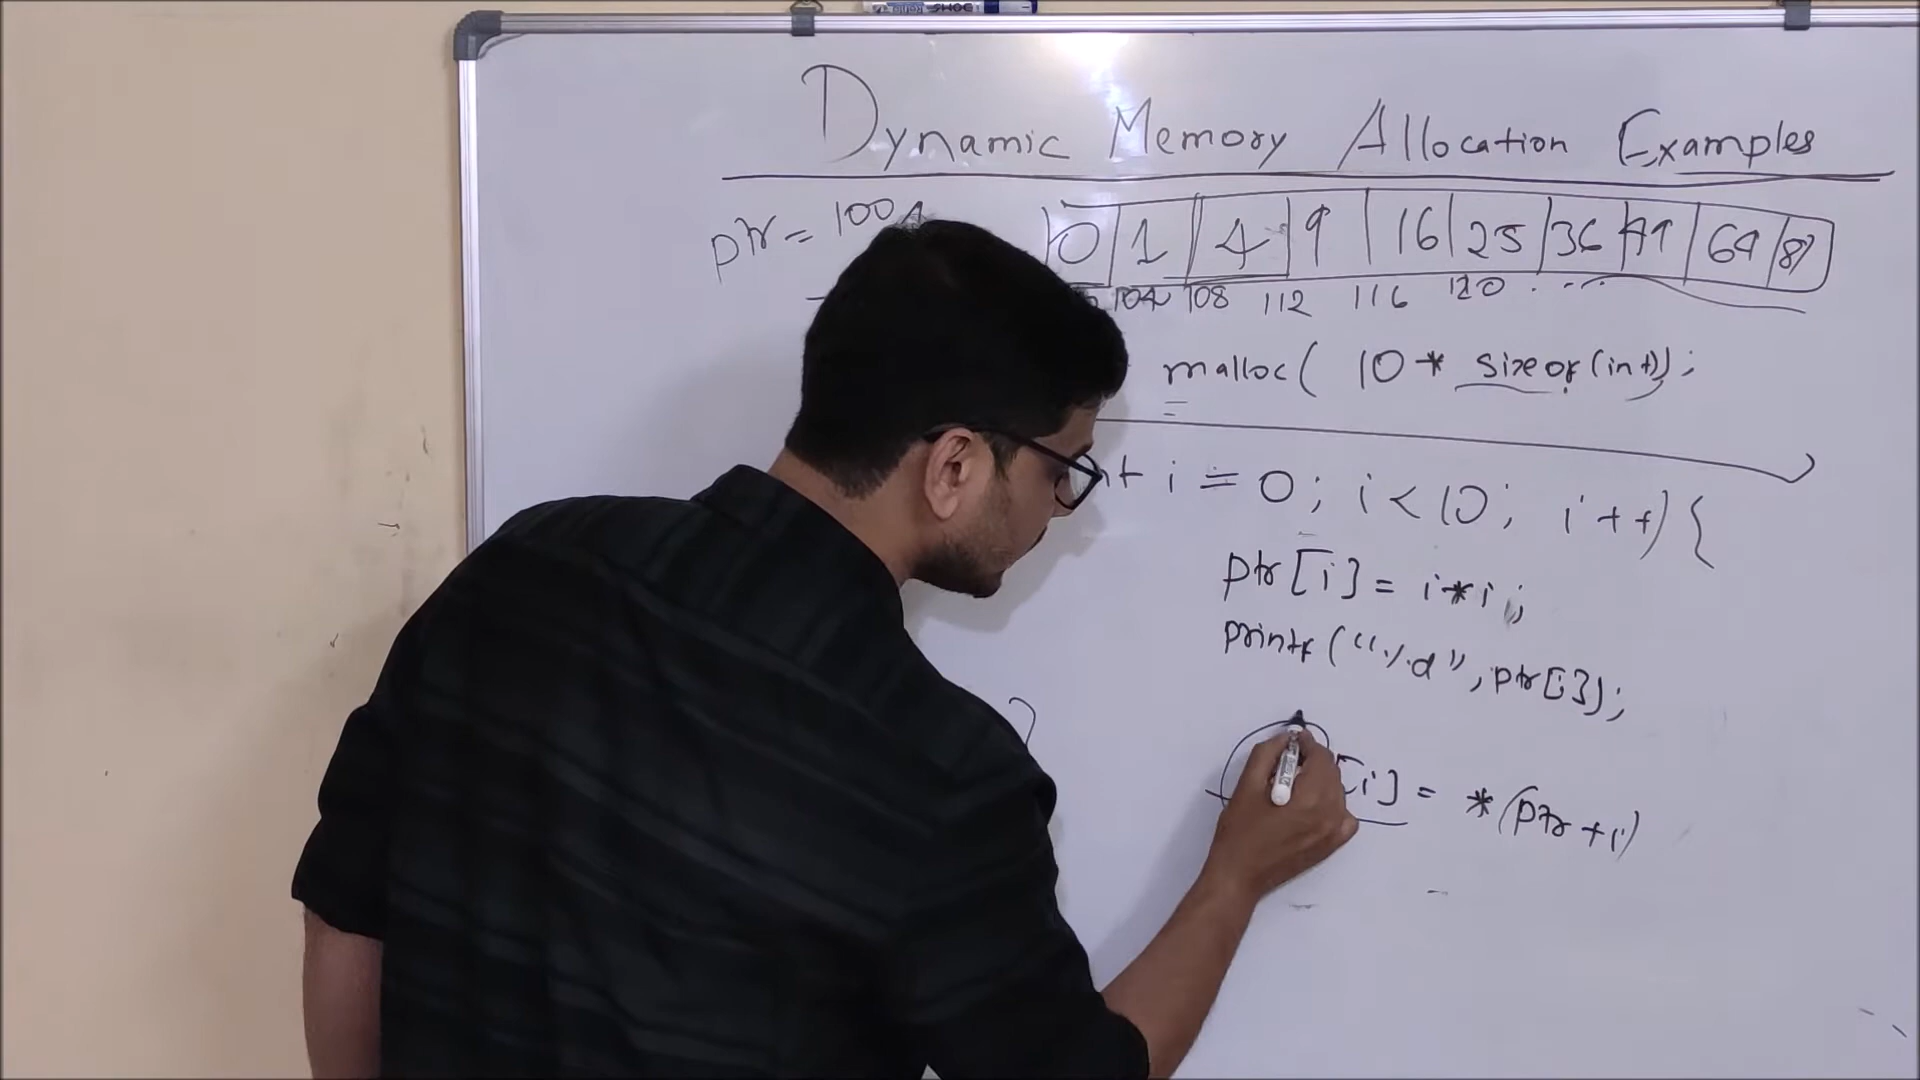 Dynamic Memory Allocation Examples
ptr = 100
0 1 4 9 16 25 36 49 64 81
104 108 112 116 120 ....
malloc( 10 * sizeof(int));
nt i = 0; i < 10; i++) {
ptr[i] = i*i;
printf("%d", ptr[i]);
[i] = *(ptr+i)
}